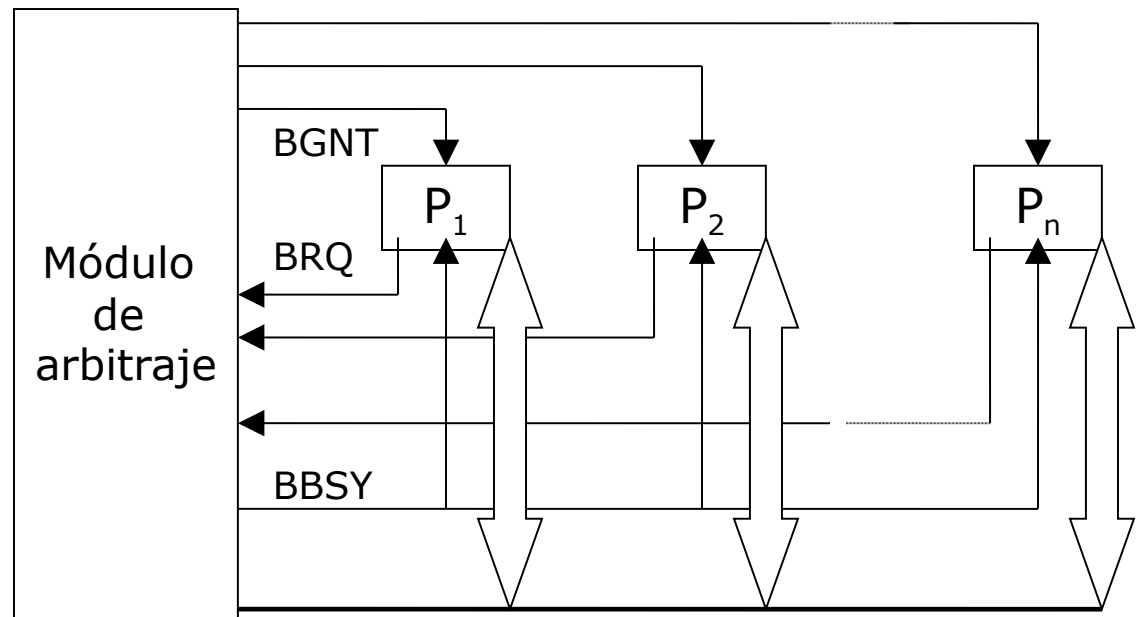 BGNT
P1
P2
Pn
BRQ
Módulo
de
arbitraje
BBSY